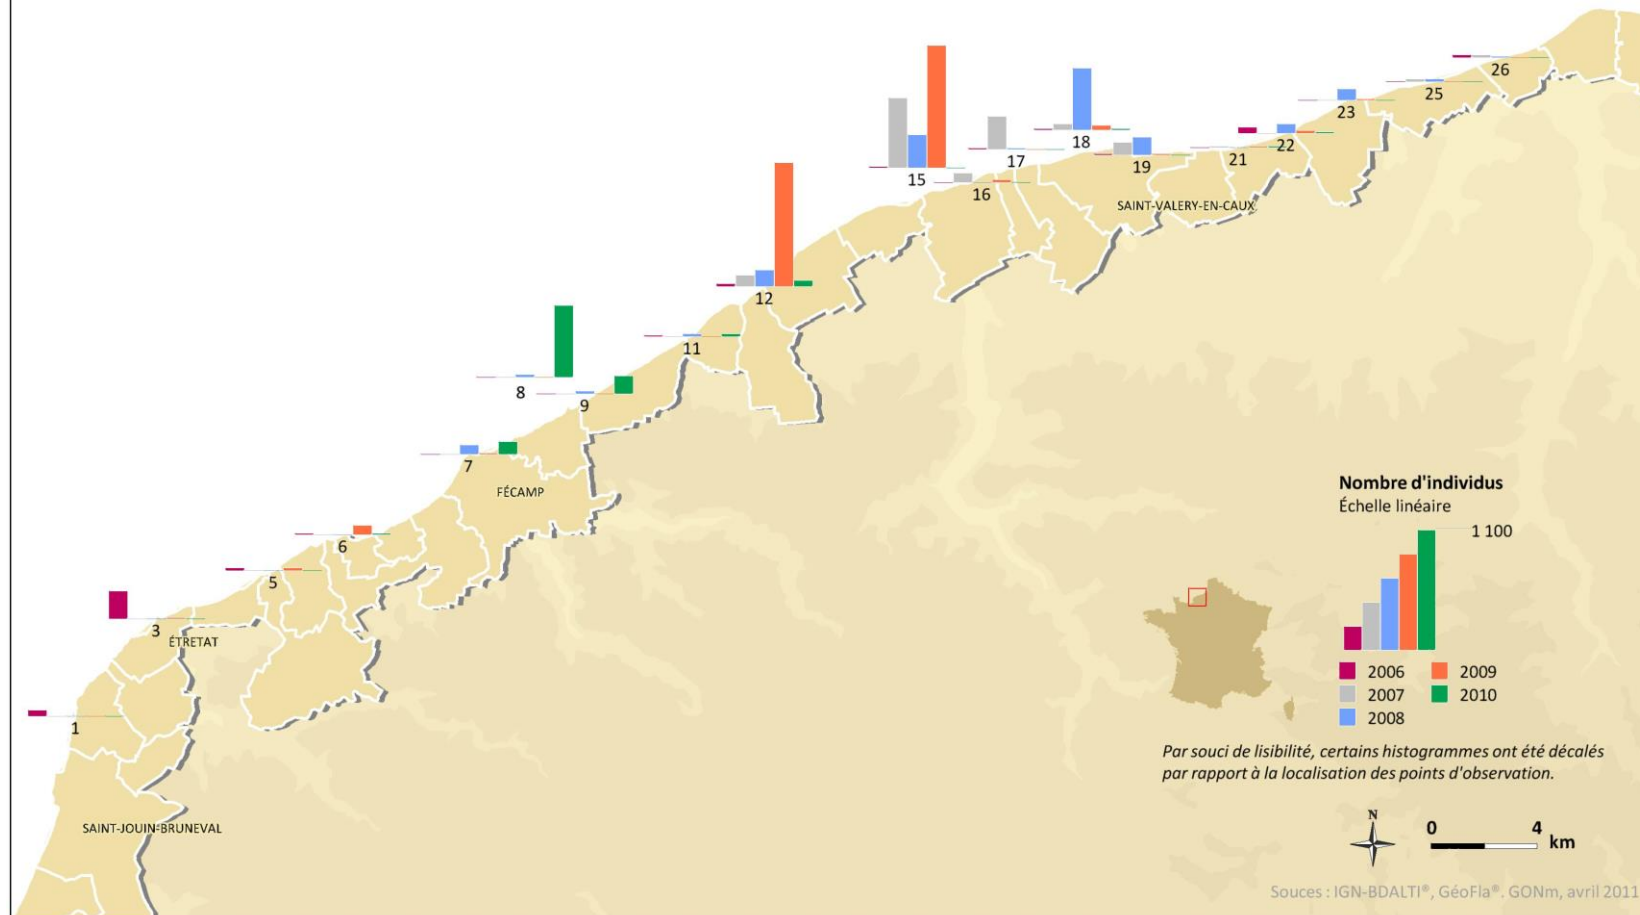 26
25
23
22
21
18
17
19
15
16
SAINT-VALERY-EN-CAUX
12
11
8
9
7
FÉCAMP
6
5
3
ÉTRETAT
1
SAINT-JOUIN-BRUNEVAL
Nombre d'individus
Échelle linéaire
1 100
2006
2009
2007
2010
2008
Par souci de lisibilité, certains histogrammes ont été décalés
par rapport à la localisation des points d'observation.
N
0 4
km
Souces : IGN-BDALTI®, GéoFla®. GONm, avril 2011